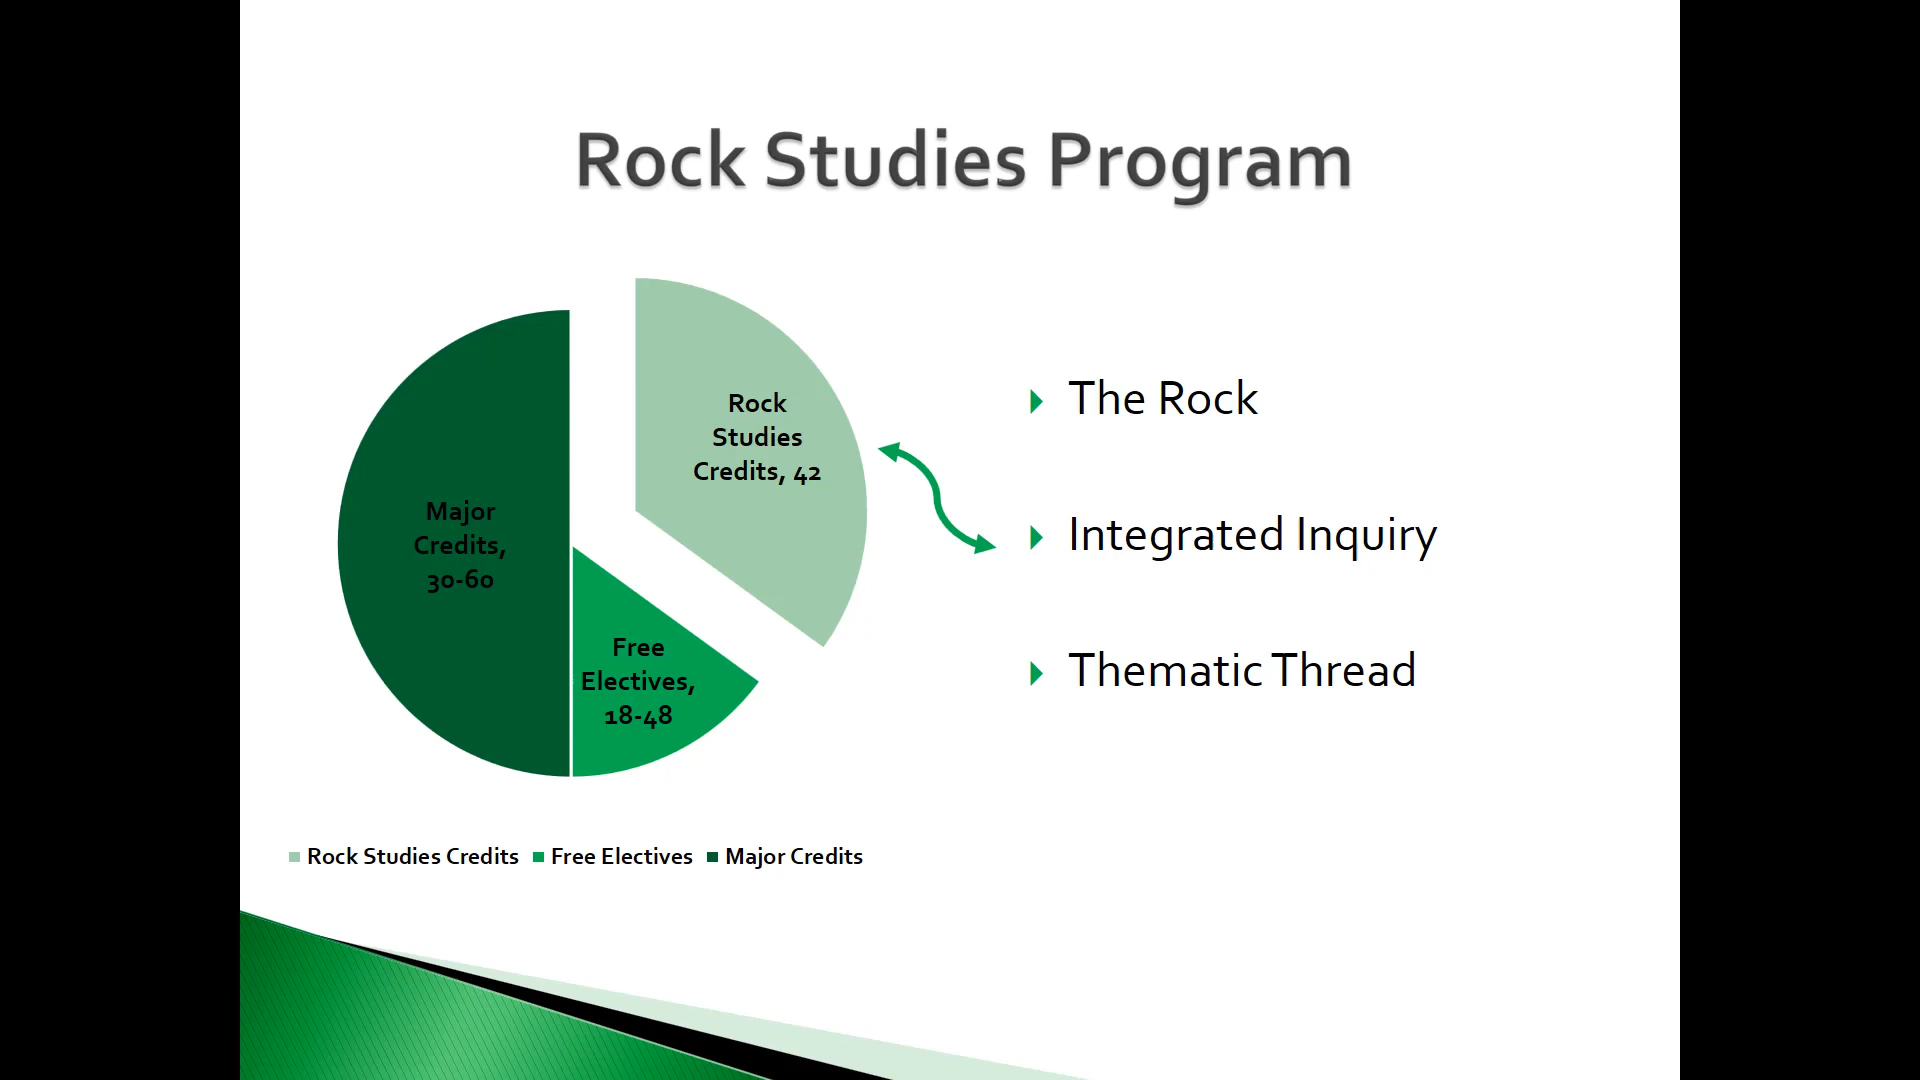 Rock Studies Program
Rock
Studies
Credits, 42
Major
Credits,
30-60
Free
Electives,
18-48
The Rock
Integrated Inquiry
Thematic Thread
Rock Studies Credits Free Electives Major Credits